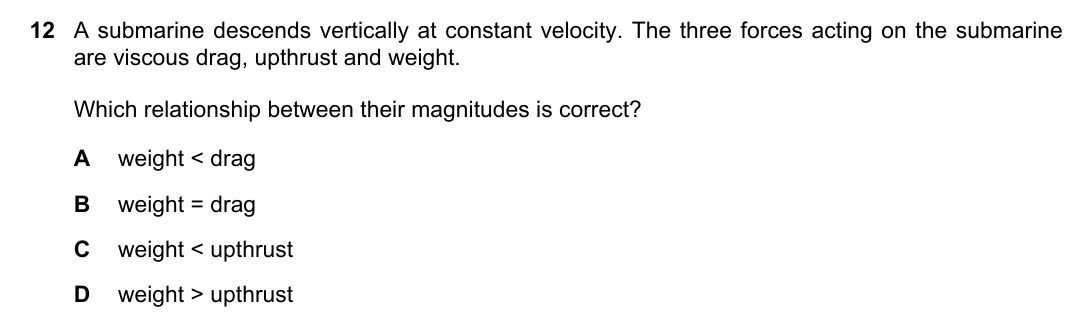 12 A submarine descends vertically at constant velocity. The three forces acting on the submarine
are viscous drag, upthrust and weight.
Which relationship between their magnitudes is correct?
A weight < drag
B weight = drag
C weight < upthrust
D weight > upthrust